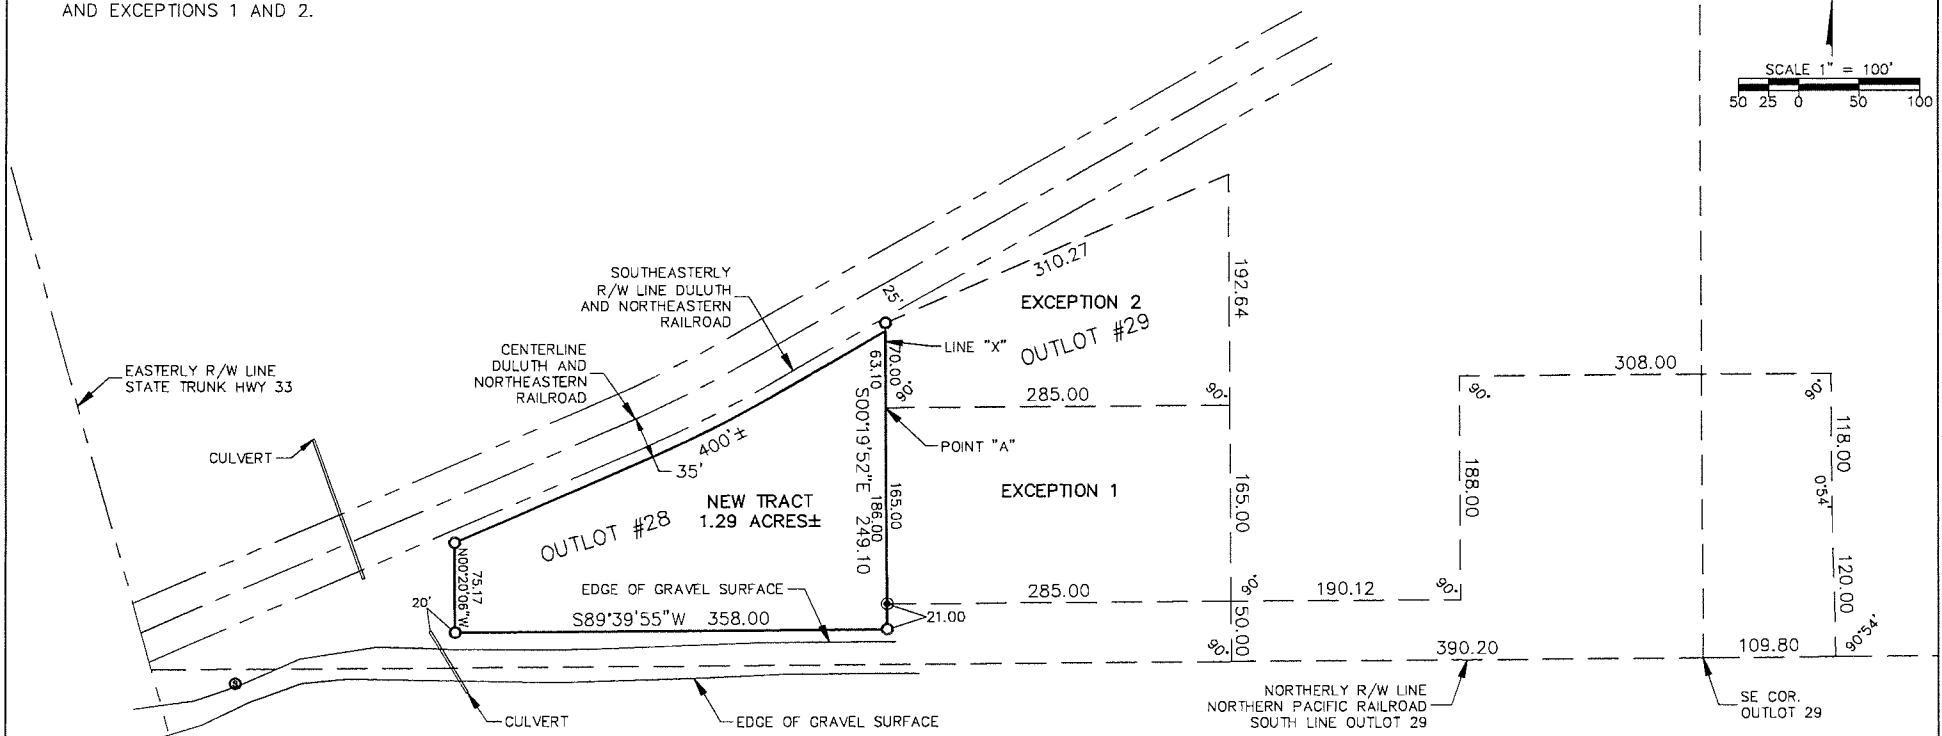 AND EXCEPTIONS 1 AND 2.
SCALE 1" = 100'
50 25 0 50 100
EASTERLY R/W LINE
STATE TRUNK HWY 33
CULVERT
SOUTHEASTERLY
R/W LINE DULUTH
AND NORTHEASTERN
RAILROAD
CENTERLINE
DULUTH AND
NORTHEASTERN
RAILROAD
25'
310.27
192.64
EXCEPTION 2
OUTLOT #29
LINE "X"
70.00
63.10
90°
285.00
90°
POINT "A"
400'±
35'
S00°19'52"E 249.10
165.00
186.00
NEW TRACT
1.29 ACRES±
OUTLOT #28
EXCEPTION 1
165.00
308.00
90°
90°
188.00
118.00
0°54'
120.00
90°54'
N00°20'06"W
75.17
20'
EDGE OF GRAVEL SURFACE
S89°39'55"W 358.00
285.00
21.00
90°
190.12
90°
50.00
90°
390.20
109.80
S
CULVERT
EDGE OF GRAVEL SURFACE
NORTHERLY R/W LINE
NORTHERN PACIFIC RAILROAD
SOUTH LINE OUTLOT 29
SE COR.
OUTLOT 29